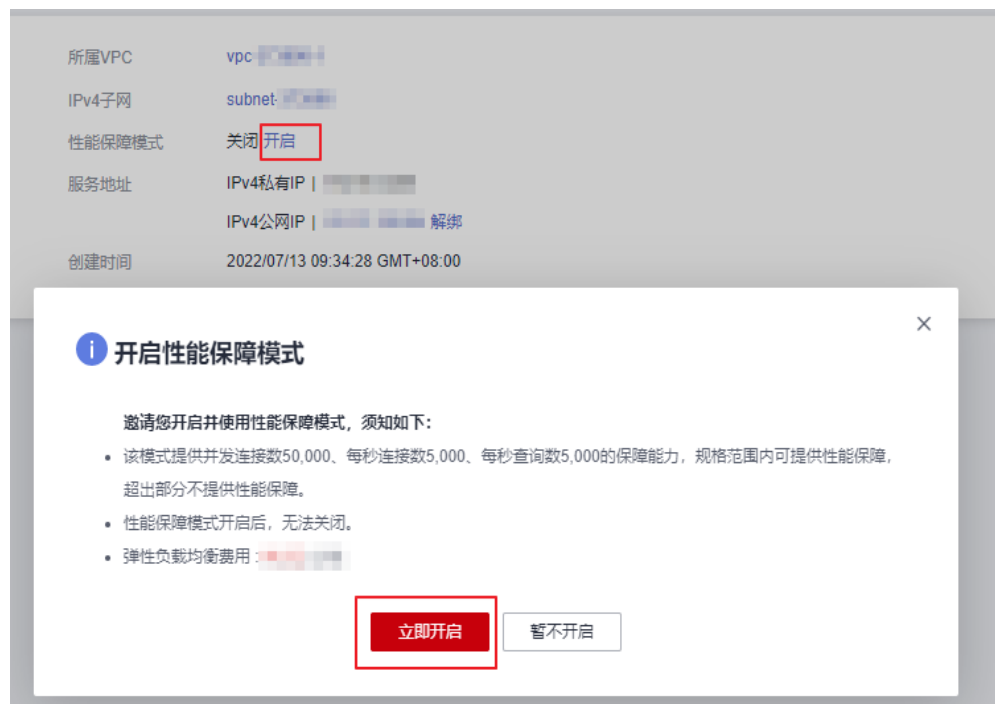 所属VPC vpc-
IPv4子网 subnet-
性能保障模式 关闭 开启
服务地址 IPv4私有IP |
IPv4公网IP | 解绑
创建时间 2022/07/13 09:34:28 GMT+08:00
开启性能保障模式
邀请您开启并使用性能保障模式，须知如下：
该模式提供并发连接数50,000、每秒连接数5,000、每秒查询数5,000的保障能力，规格范围内可提供性能保障，
超出部分不提供性能保障。
性能保障模式开启后，无法关闭。
弹性负载均衡费用：
立即开启 暂不开启